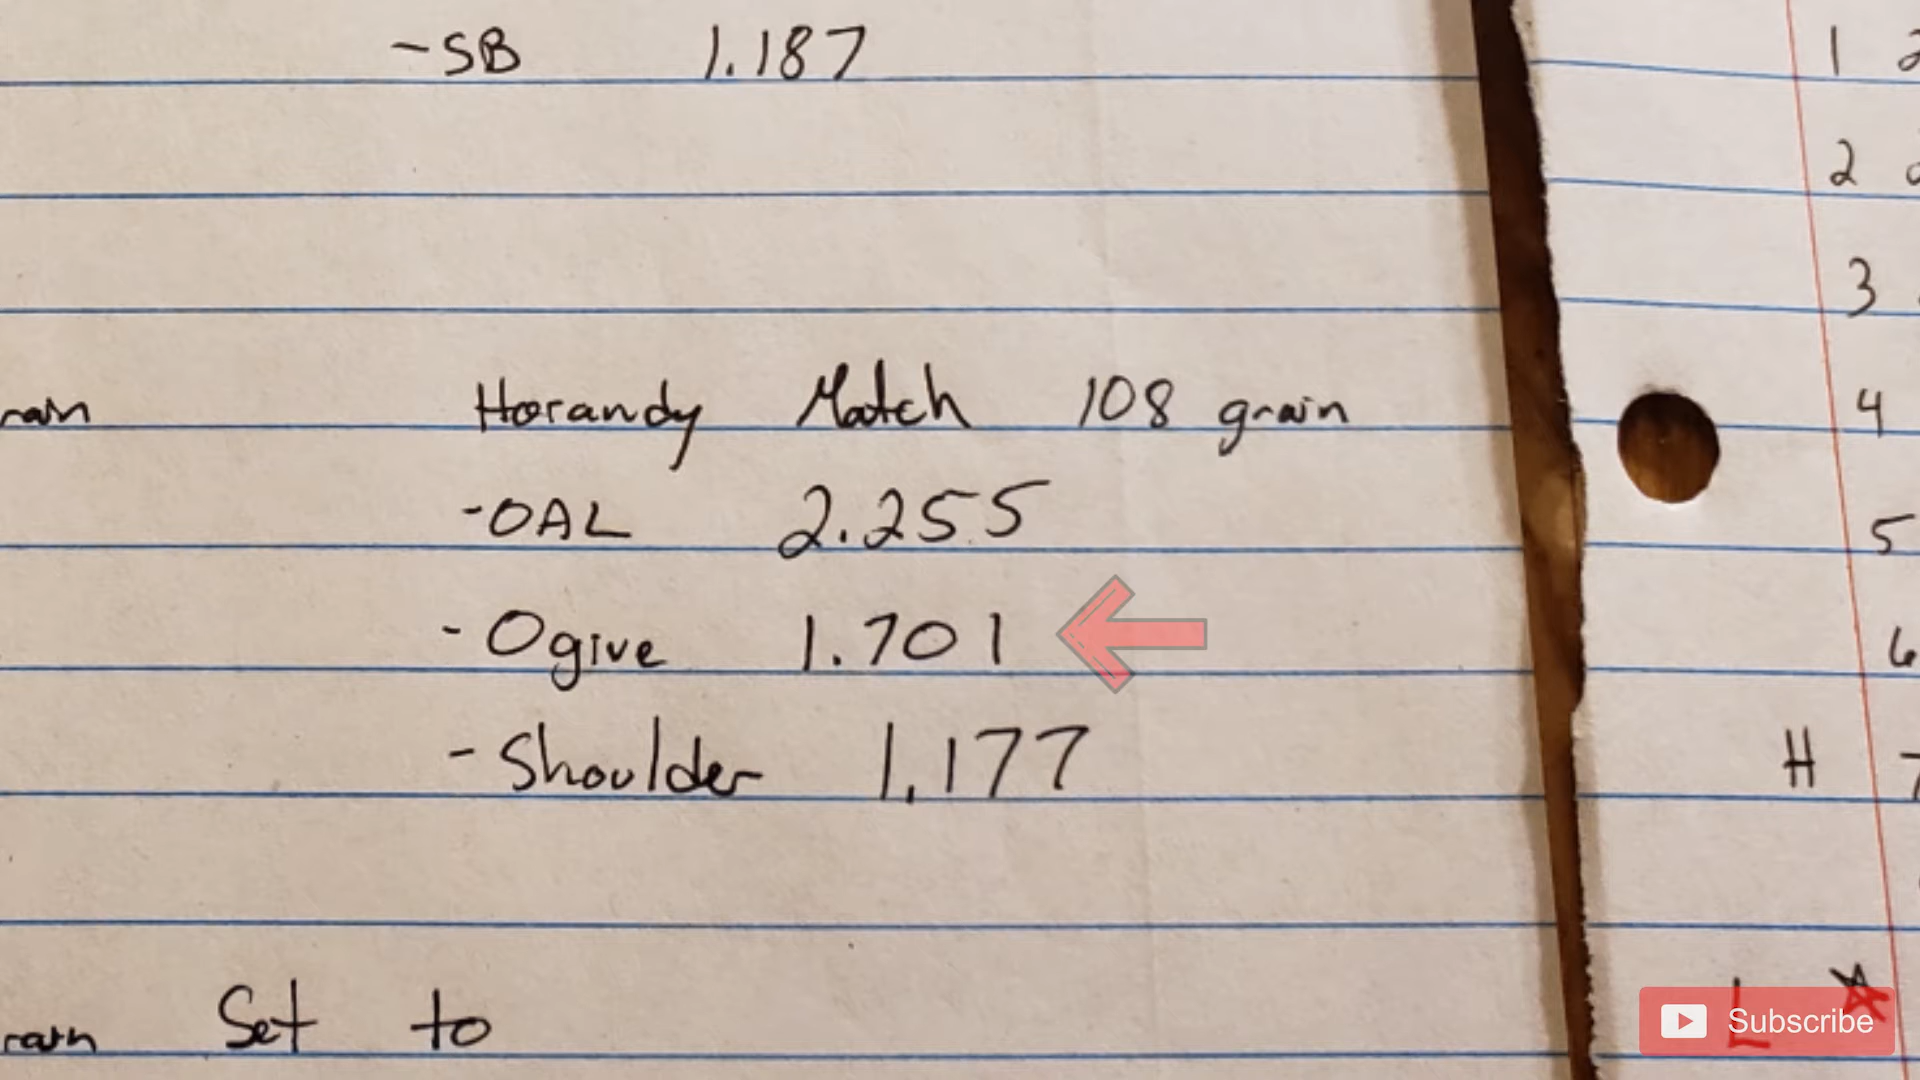 -SB 1.187
Horandy Match 108 grain
-OAL 2.255
- Ogive 1.701
- Shoulder 1.177
Set to
1
2
3
4
5
6
H
L
Subscribe